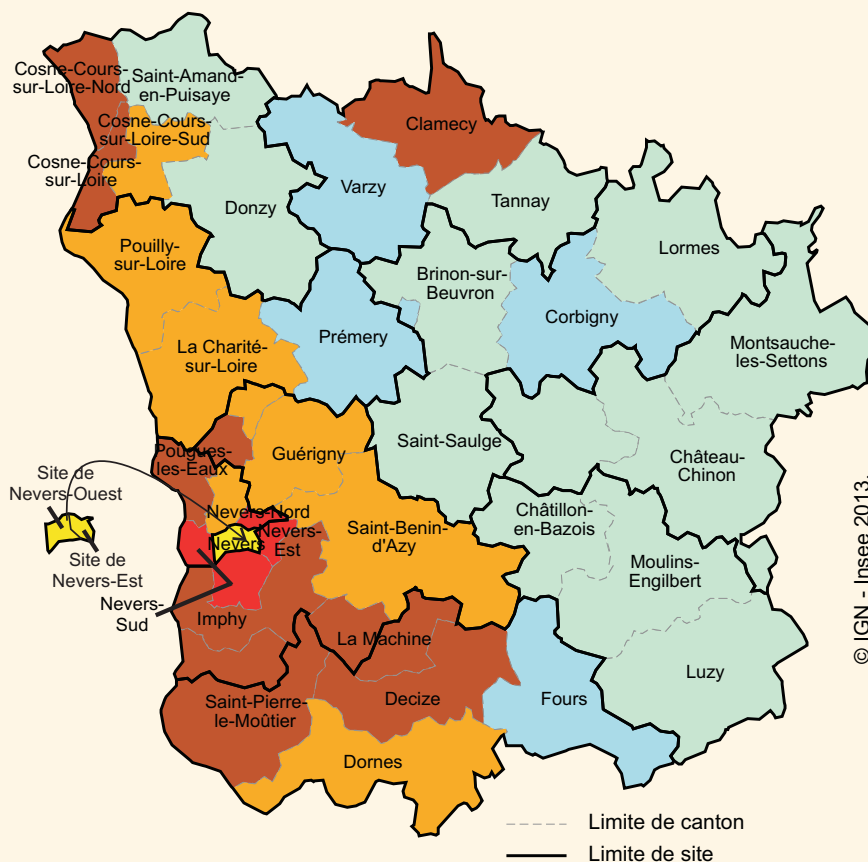 Cosne-Cours-
sur-Loire-Nord
Saint-Amand-
en-Puisaye
Cosne-Cours-
sur-Loire-Sud
Cosne-Cours-
sur-Loire
Clamecy
Varzy
Tannay
Donzy
Lormes
Pouilly-
sur-Loire
Brinon-sur-
Beuvron
Corbigny
Prémery
La Charité-
sur-Loire
Montsauche-
les-Settons
Pougues-
les-Eaux
Guérigny
Saint-Saulge
Château-
Chinon
Site de
Nevers-Ouest
Nevers-Nord
Nevers
Nevers-
Est
Saint-Benin-
d'Azy
Châtillon-
en-Bazois
Moulins-
Engilbert
Site de
Nevers-Est
Nevers-
Sud
Imphy
La Machine
Luzy
Saint-Pierre-
le-Moûtier
Decize
Fours
Dornes
© IGN - Insee 2013.
Limite de canton
Limite de site